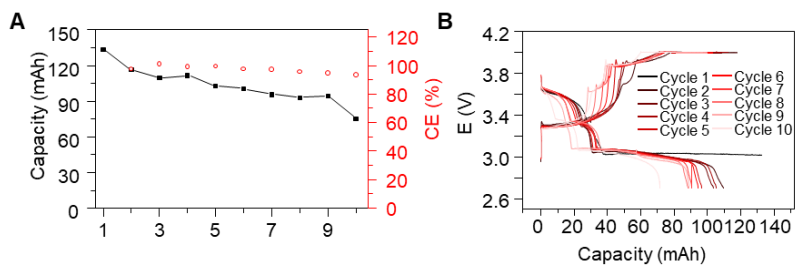 A
B
150
120
90
60
30
0
Capacity (mAh)
1
3
5
7
9
120
100
80
60
40
20
0
CE (%)
4.2
3.8
3.4
3.0
2.6
E (V)
Cycle 1
Cycle 2
Cycle 3
Cycle 4
Cycle 5
Cycle 6
Cycle 7
Cycle 8
Cycle 9
Cycle 10
0 20 40 60 80 100 120 140
Capacity (mAh)